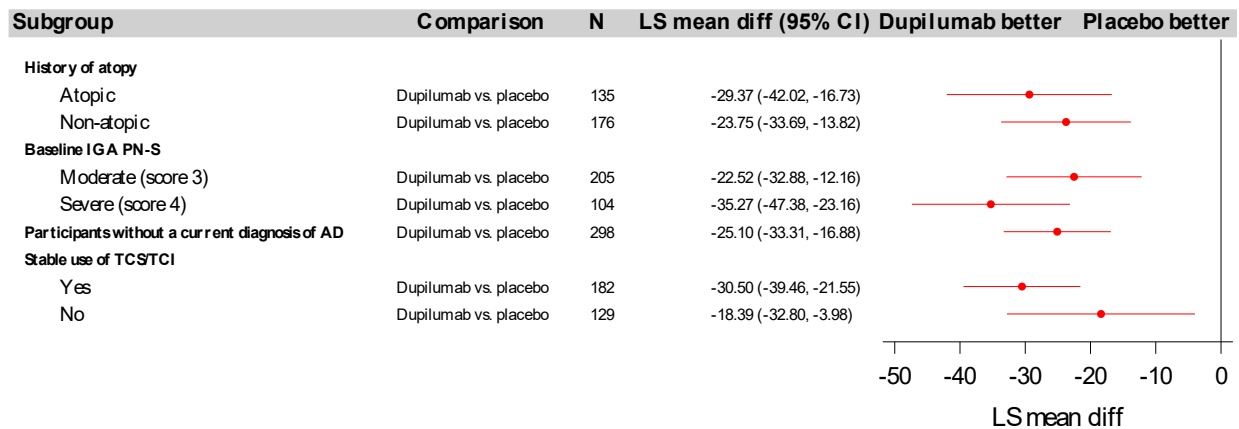 Subgroup Comparison N LS mean diff (95% CI) Dupilumab better Placebo better
History of atopy
Atopic Dupilumab vs. placebo 135 -29.37 (-42.02, -16.73)
Non-atopic Dupilumab vs. placebo 176 -23.75 (-33.69, -13.82)
Baseline IGA PN-S
Moderate (score 3) Dupilumab vs. placebo 205 -22.52 (-32.88, -12.16)
Severe (score 4) Dupilumab vs. placebo 104 -35.27 (-47.38, -23.16)
Participants without a current diagnosis of AD Dupilumab vs. placebo 298 -25.10 (-33.31, -16.88)
Stable use of TCS/TCI
Yes Dupilumab vs. placebo 182 -30.50 (-39.46, -21.55)
No Dupilumab vs. placebo 129 -18.39 (-32.80, -3.98)
-50 -40 -30 -20 -10 0
LS mean diff